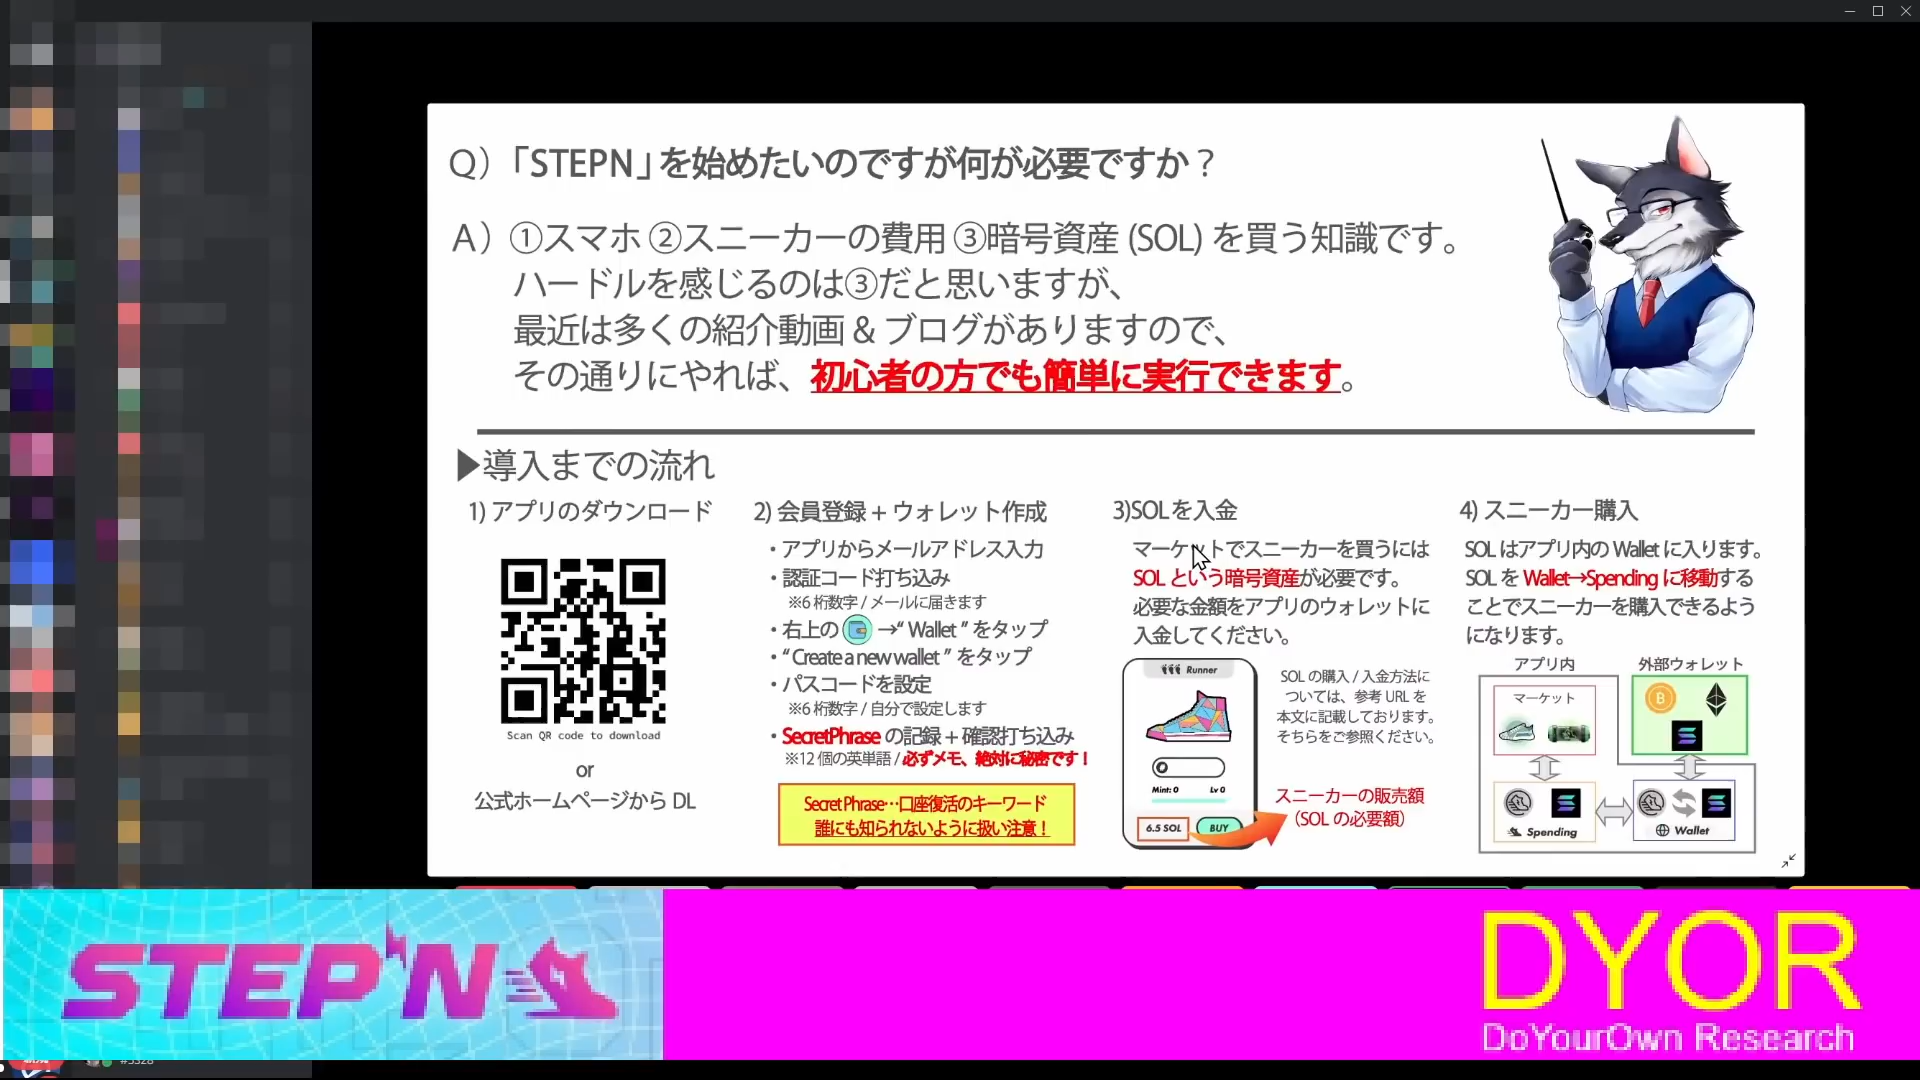 Q）「STEPN」を始めたいのですが何が必要ですか？
A）①スマホ ②スニーカーの費用 ③暗号資産 (SOL) を買う知識です。
ハードルを感じるのは③だと思いますが、
最近は多くの紹介動画 & ブログがありますので、
その通りにやれば、初心者の方でも簡単に実行できます。
▶導入までの流れ
1) アプリのダウンロード
Scan QR code to download
or
公式ホームページから DL
2) 会員登録 + ウォレット作成
・アプリからメールアドレス入力
・認証コード打ち込み
※6 桁数字 / メールに届きます
・右上の →“ Wallet ” をタップ
・“ Create a new wallet ” をタップ
・パスコードを設定
※6 桁数字 / 自分で設定します
・SecretPhrase の記録 + 確認打ち込み
※12 個の英単語 / 必ずメモ、絶対に秘密です！
Secret Phrase…口座復活のキーワード
誰にも知られないように扱い注意！
3)SOLを入金
マーケットでスニーカーを買うには
SOL という暗号資産が必要です。
必要な金額をアプリのウォレットに
入金してください。
Runner
Mint: 0 Lv 0
6.5 SOL BUY
SOL の購入 / 入金方法に
ついては、参考 URL を
本文に記載しております。
そちらをご参照ください。
スニーカーの販売額
（SOL の必要額）
4) スニーカー購入
SOL はアプリ内の Wallet に入ります。
SOL を Wallet→Spending に移動する
ことでスニーカーを購入できるよう
になります。
アプリ内 外部ウォレット
マーケット
Spending Wallet
STEP'N
DYOR
DoYourOwn Research